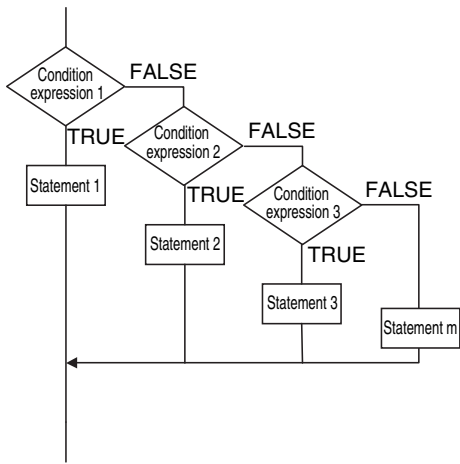 Condition
expression 1
FALSE
TRUE
Statement 1
Condition
expression 2
FALSE
TRUE
Statement 2
Condition
expression 3
FALSE
TRUE
Statement 3
Statement m